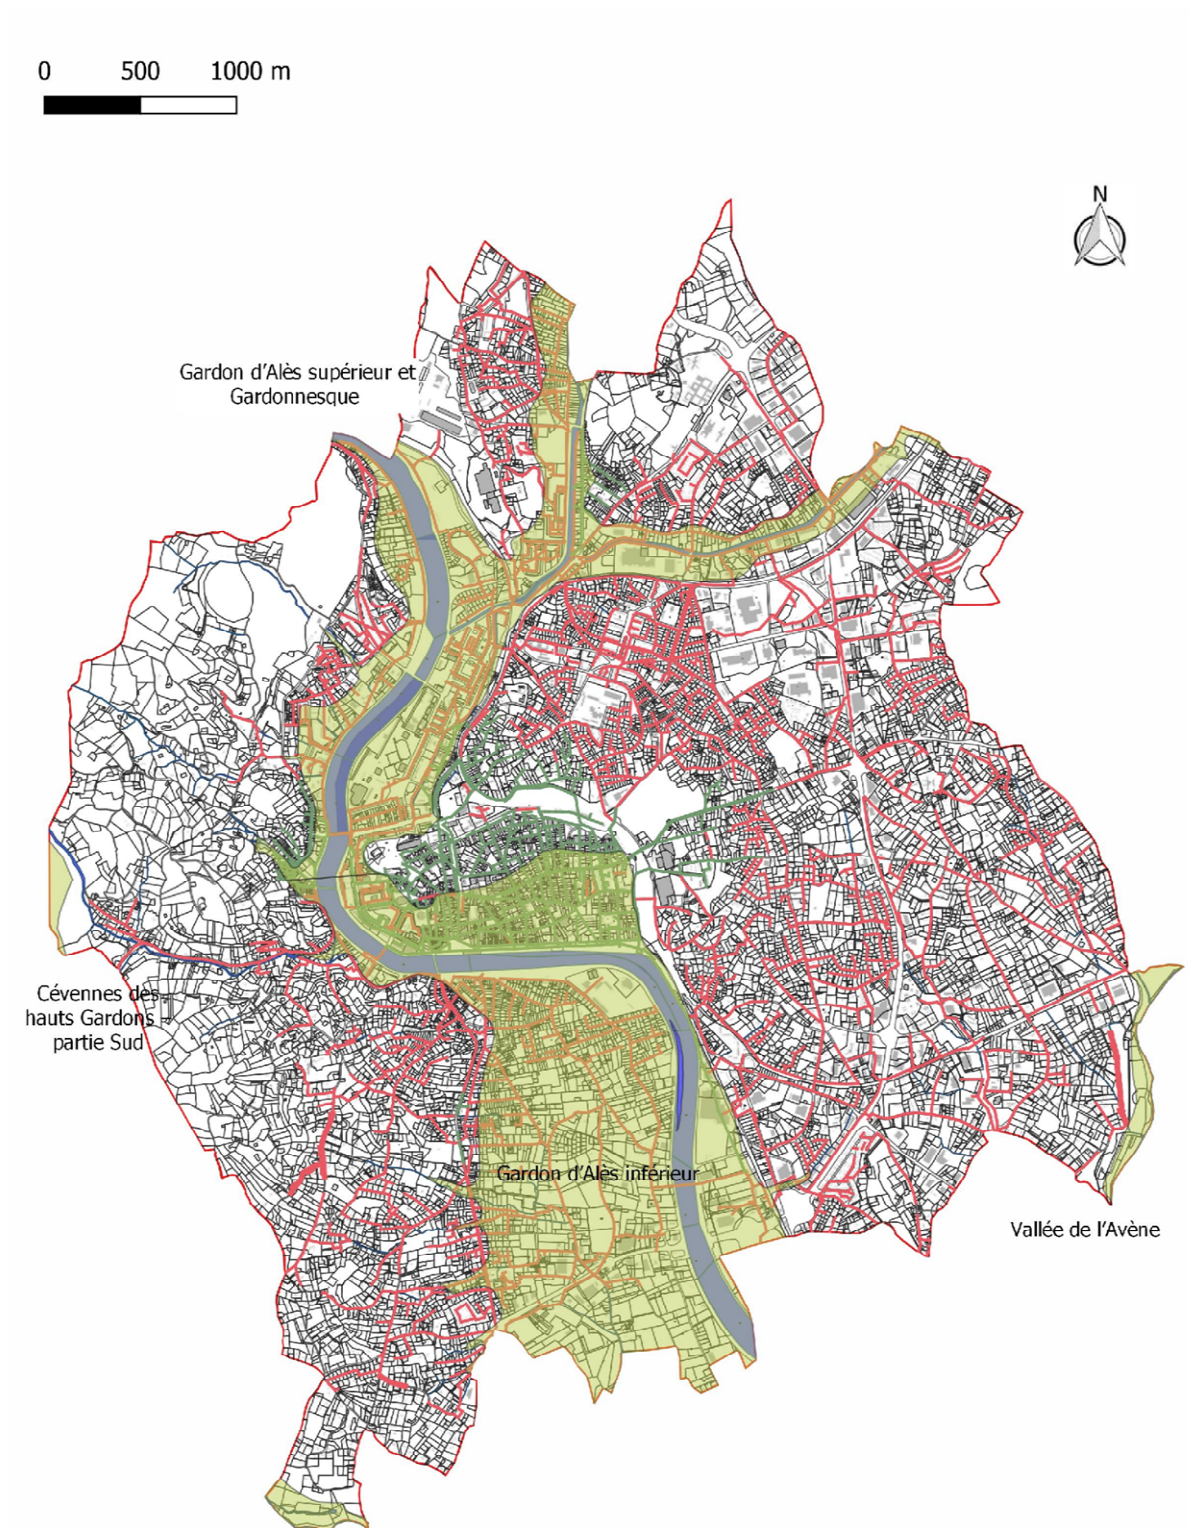 0 500 1000 m
N
Gardon d'Alès supérieur et
Gardonnesque
Cévennes des
hauts Gardons
partie Sud
Gardon d'Alès inférieur
Vallée de l'Avène